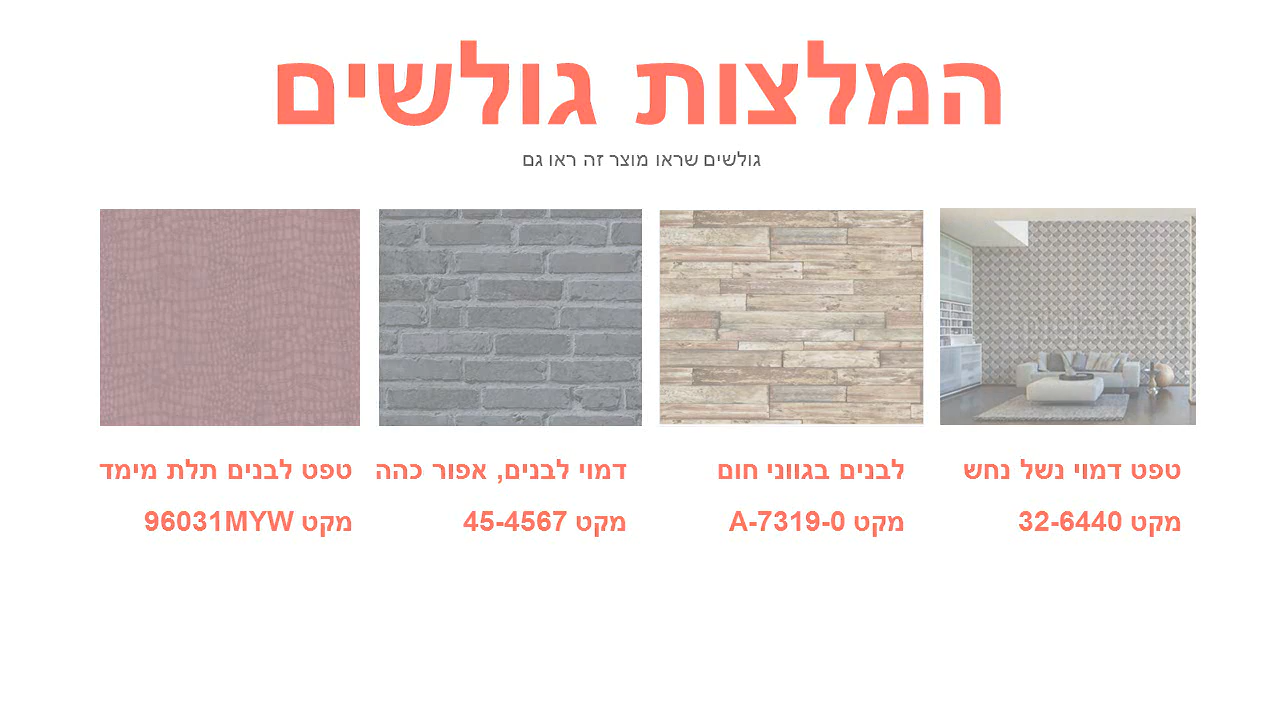 המלצות גולשים
גולשים שראו מוצר זה ראו גם
טפט דמוי נשל נחש
מקט 32-6440
לבנים בגווני חום
מקט A-7319-0
דמוי לבנים, אפור כהה
מקט 45-4567
טפט לבנים תלת מימד
מקט 96031MYW